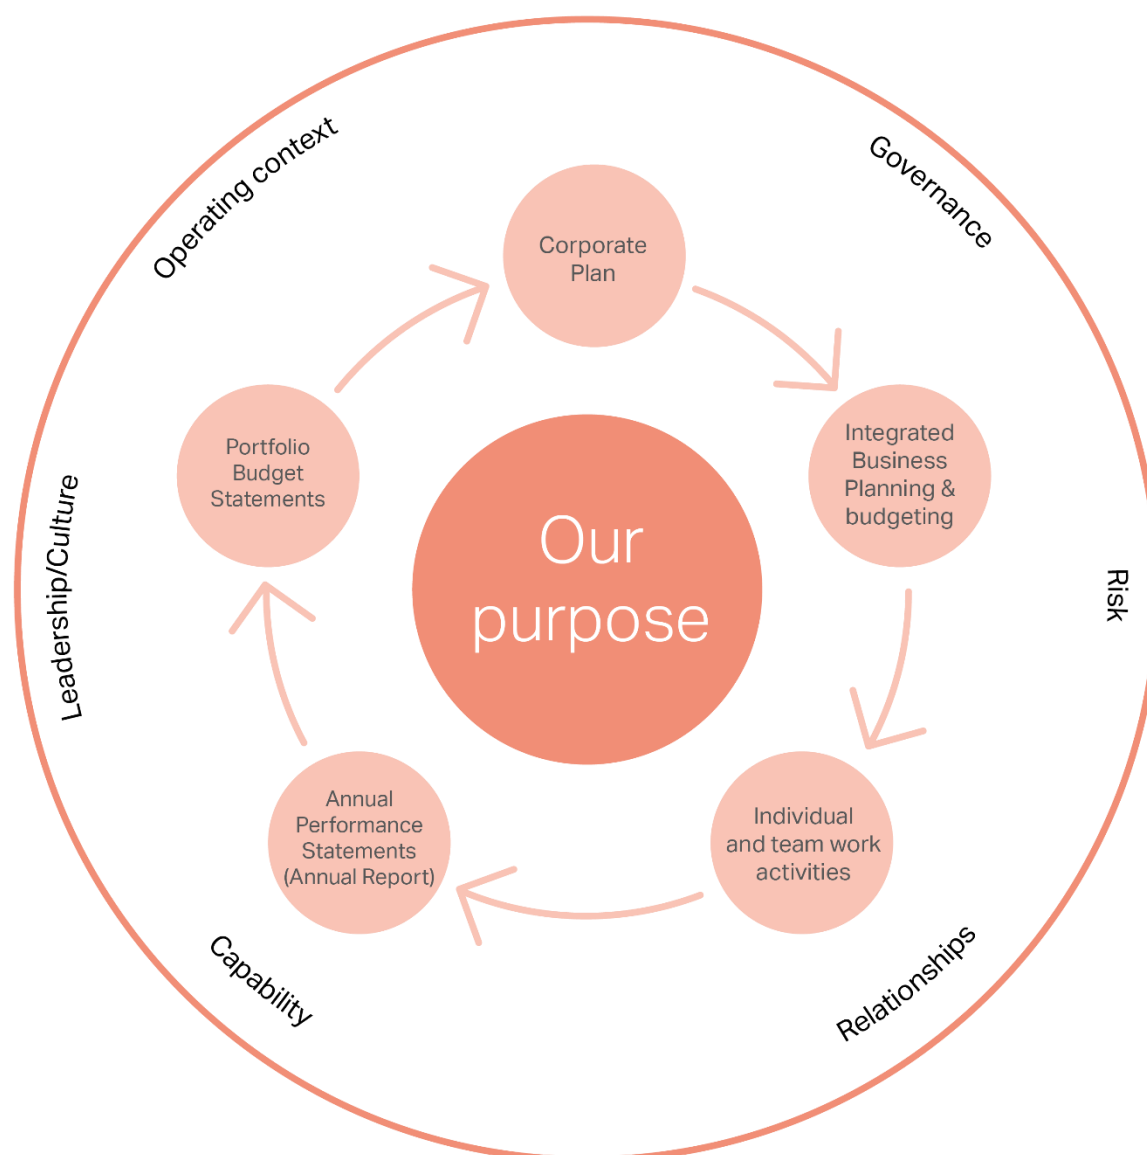 Operating context
Governance
Corporate
Plan
Portfolio
Budget
Statements
Integrated
Business
Planning &
budgeting
Our
purpose
Leadership/Culture
Risk
Annual
Performance
Statements
(Annual Report)
Individual
and team work
activities
Capability
Relationships